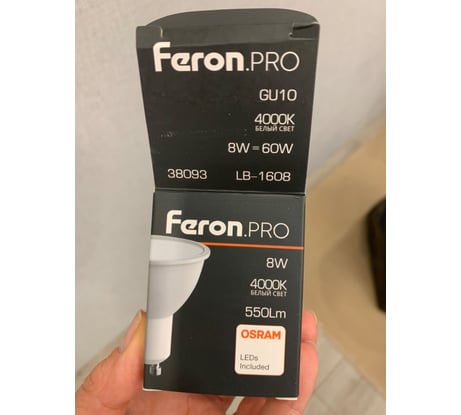 Feron.PRO
GU10
4000K
БЕЛЫЙ СВЕТ
8W=60W
38093 LB-1608
Feron.PRO
8W
4000K
БЕЛЫЙ СВЕТ
550Lm
OSRAM
LEDs
Included